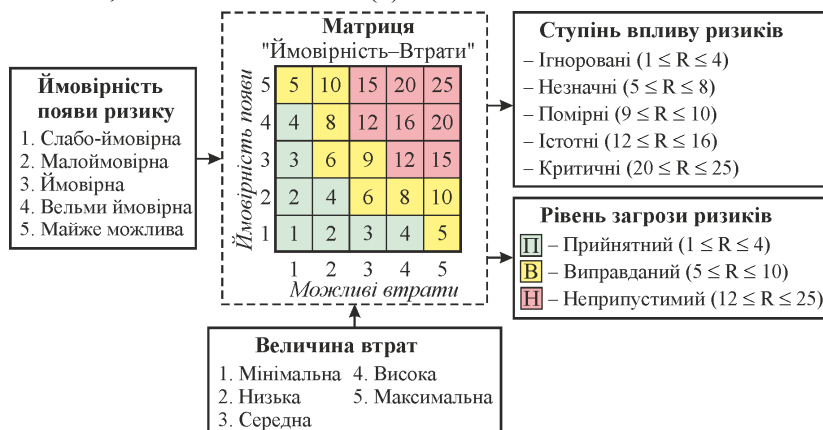 Ймовірність
появи ризику
1. Слабо-ймовірна
2. Малоймовірна
3. Ймовірна
4. Вельми ймовірна
5. Майже можлива
Матриця
"Ймовірність–Втрати"
Ймовірність появи
5 5 10 15 20 25
4 4 8 12 16 20
3 3 6 9 12 15
2 2 4 6 8 10
1 1 2 3 4 5
1 2 3 4 5
Можливі втрати
Величина втрат
1. Мінімальна 4. Висока
2. Низька 5. Максимальна
3. Середна
Ступінь впливу ризиків
– Ігноровані (1 ≤ R ≤ 4)
– Незначні (5 ≤ R ≤ 8)
– Помірні (9 ≤ R ≤ 10)
– Істотні (12 ≤ R ≤ 16)
– Критичні (20 ≤ R ≤ 25)
Рівень загрози ризиків
П – Прийнятний (1 ≤ R ≤ 4)
В – Виправданий (5 ≤ R ≤ 10)
Н – Неприпустимий (12 ≤ R ≤ 25)